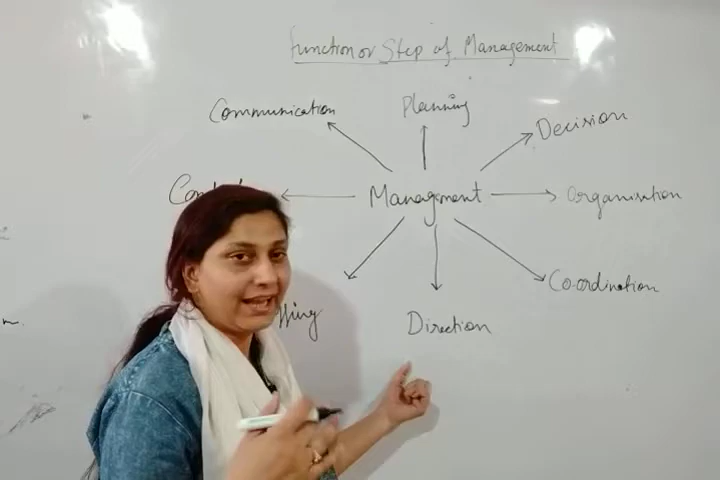 Function or Step of Management
Communication
Planning
Decision
Management
Organisation
Co-ordination
Direction